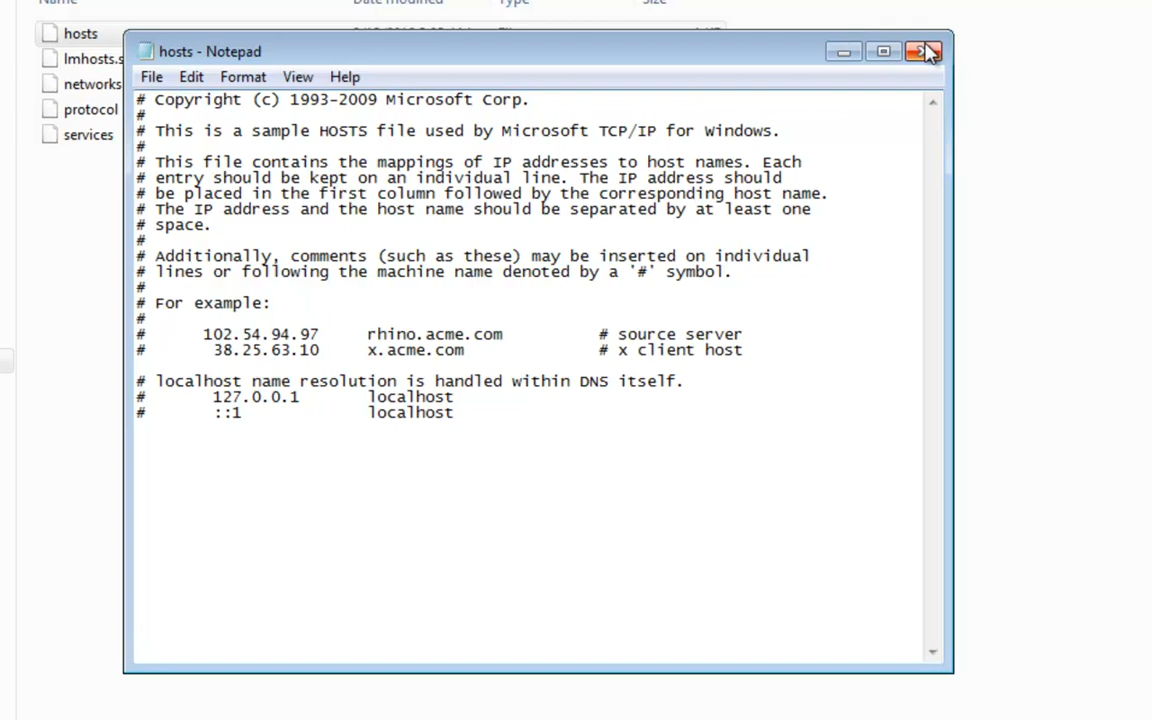 Name Date modified Type Size
hosts
lmhosts.s
networks
protocol
services
hosts - Notepad
File Edit Format View Help
# Copyright (c) 1993-2009 Microsoft Corp.
#
# This is a sample HOSTS file used by Microsoft TCP/IP for Windows.
#
# This file contains the mappings of IP addresses to host names. Each
# entry should be kept on an individual line. The IP address should
# be placed in the first column followed by the corresponding host name.
# The IP address and the host name should be separated by at least one
# space.
#
# Additionally, comments (such as these) may be inserted on individual
# lines or following the machine name denoted by a '#' symbol.
#
# For example:
#
# 102.54.94.97 rhino.acme.com # source server
# 38.25.63.10 x.acme.com # x client host
# localhost name resolution is handled within DNS itself.
# 127.0.0.1 localhost
# ::1 localhost